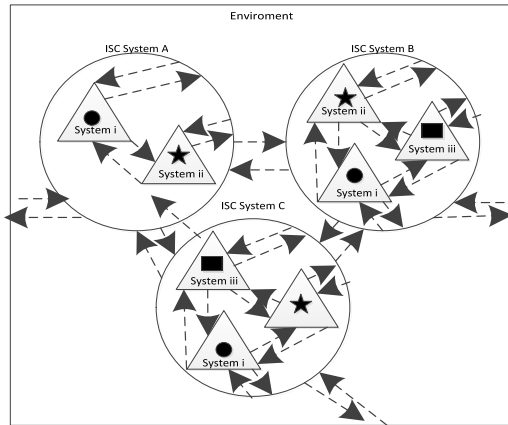 Enviroment
ISC System A
ISC System B
System i
System ii
System ii
System iii
System i
ISC System C
System iii
System i